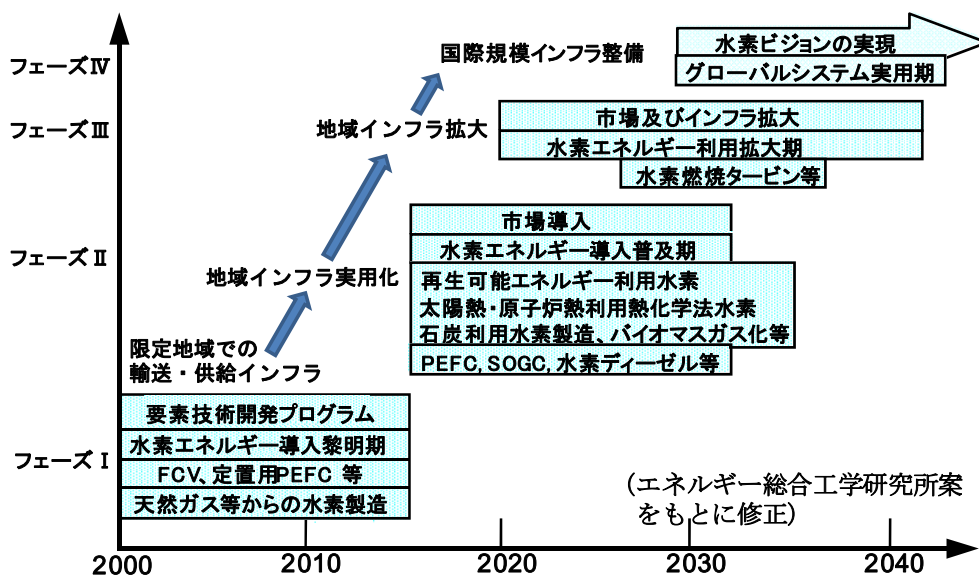 フェーズⅣ
国際規模インフラ整備
水素ビジョンの実現
グローバルシステム実用期
フェーズⅢ
地域インフラ拡大
市場及びインフラ拡大
水素エネルギー利用拡大期
水素燃焼タービン等
フェーズⅡ
地域インフラ実用化
市場導入
水素エネルギー導入普及期
再生可能エネルギー利用水素
太陽熱・原子炉熱利用熱化学法水素
石炭利用水素製造、バイオマスガス化等
PEFC, SOGC, 水素ディーゼル等
限定地域での
輸送・供給インフラ
フェーズⅠ
要素技術開発プログラム
水素エネルギー導入黎明期
FCV、定置用PEFC 等
天然ガス等からの水素製造
(エネルギー総合工学研究所案
をもとに修正)
2000 2010 2020 2030 2040